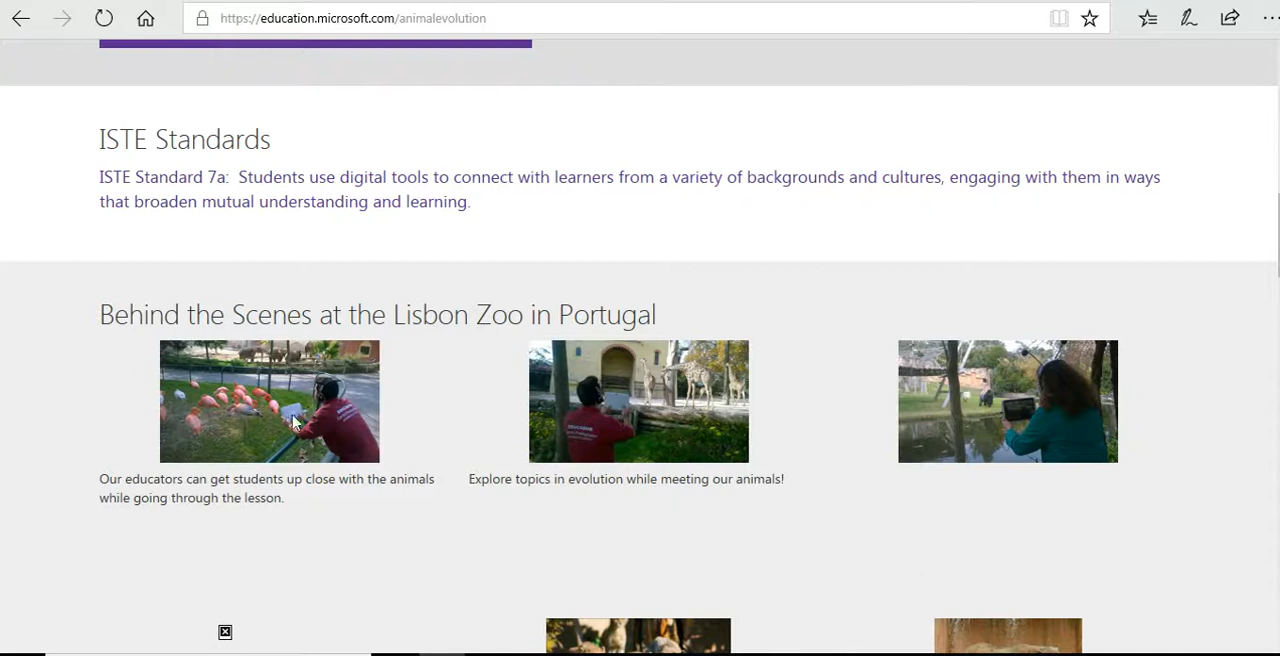 https://education.microsoft.com/animalevolution
ISTE Standards
ISTE Standard 7a: Students use digital tools to connect with learners from a variety of backgrounds and cultures, engaging with them in ways
that broaden mutual understanding and learning.
Behind the Scenes at the Lisbon Zoo in Portugal
Our educators can get students up close with the animals
while going through the lesson.
Explore topics in evolution while meeting our animals!
EDUCATOR